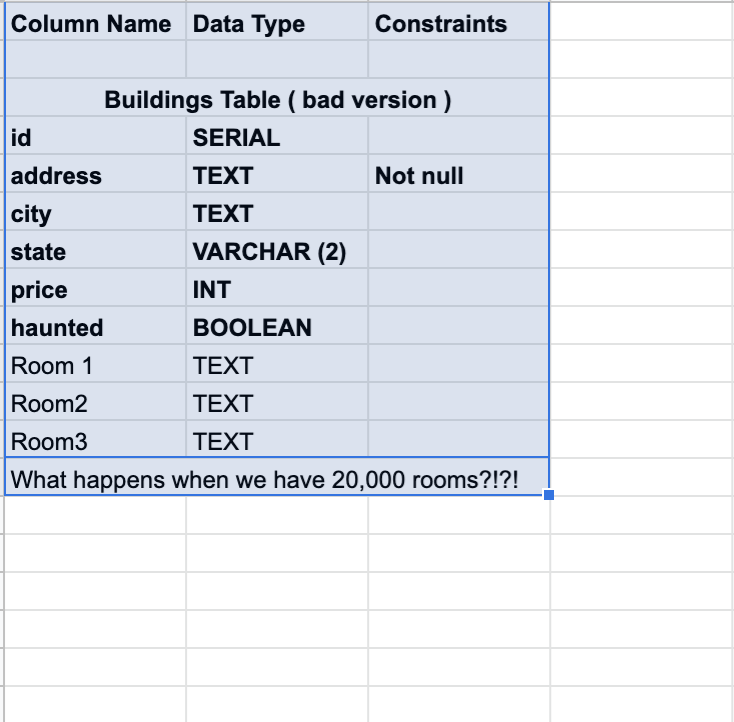 Column Name Data Type Constraints
Buildings Table ( bad version )
id SERIAL
address TEXT Not null
city TEXT
state VARCHAR (2)
price INT
haunted BOOLEAN
Room 1 TEXT
Room2 TEXT
Room3 TEXT
What happens when we have 20,000 rooms?!?!